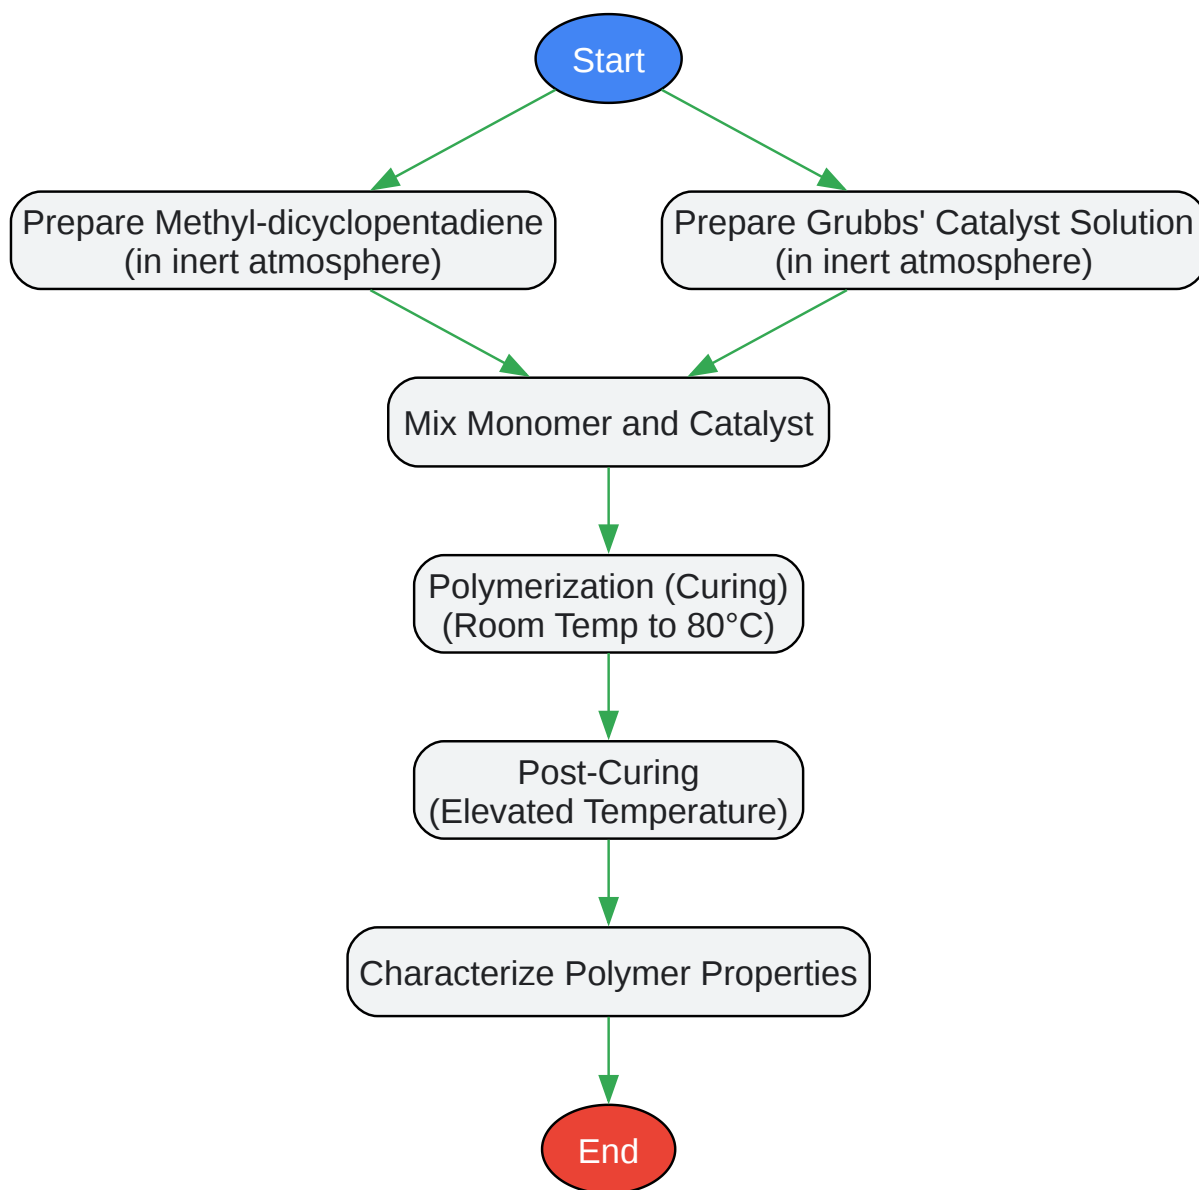 Start
Prepare Methyl-dicyclopentadiene
(in inert atmosphere)
Prepare Grubbs' Catalyst Solution
(in inert atmosphere)
Mix Monomer and Catalyst
Polymerization (Curing)
(Room Temp to 80°C)
Post-Curing
(Elevated Temperature)
Characterize Polymer Properties
End